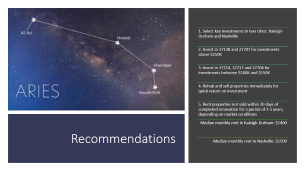 41 Ari
Hamal
Sheratan
Mesarthim
ARIES
Recommendations
1. Select key investments in two cities: Raleigh-
Durham and Nashville
2. Invest in 37138 and 27707 for investments
above $150K
3. Invest in 37214, 37217 and 27704 for
investments between $100K and $150K
4. Rehab and sell properties immediately for
quick return on investment
5. Rent properties not sold within 30 days of
completed renovation for a period of 2-5 years,
depending on market conditions
Median monthly rent in Raleigh-Durham: $1400
Median monthly rent in Nashville: $1500